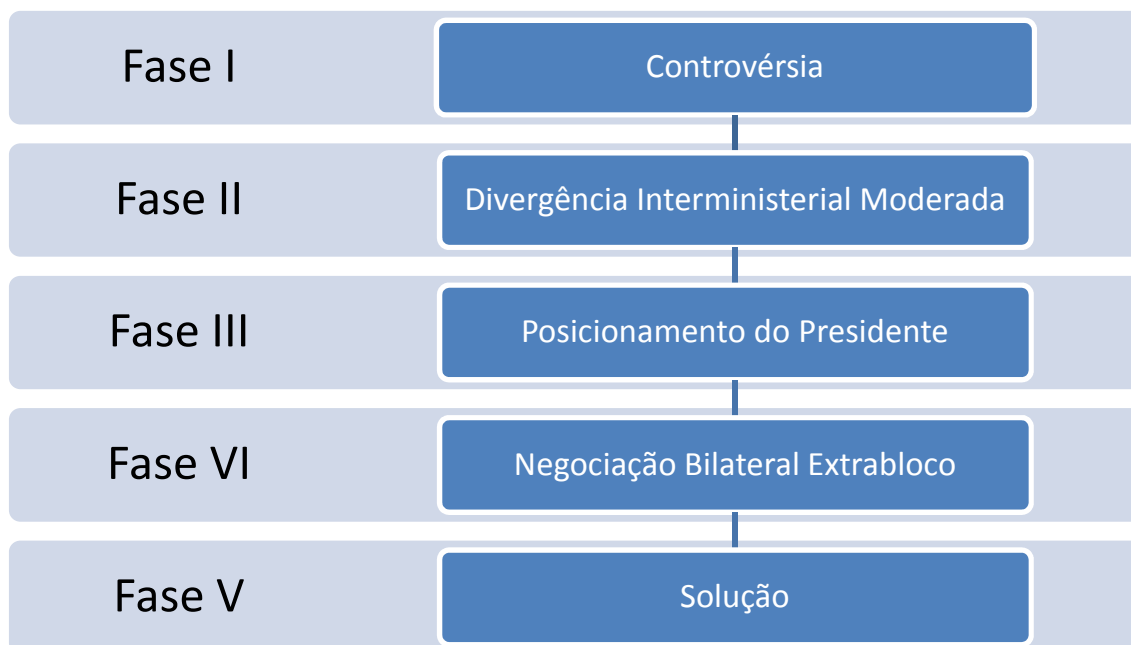 Fase I
Controvérsia
Fase II
Divergência Interministerial Moderada
Fase III
Posicionamento do Presidente
Fase VI
Negociação Bilateral Extrabloco
Fase V
Solução